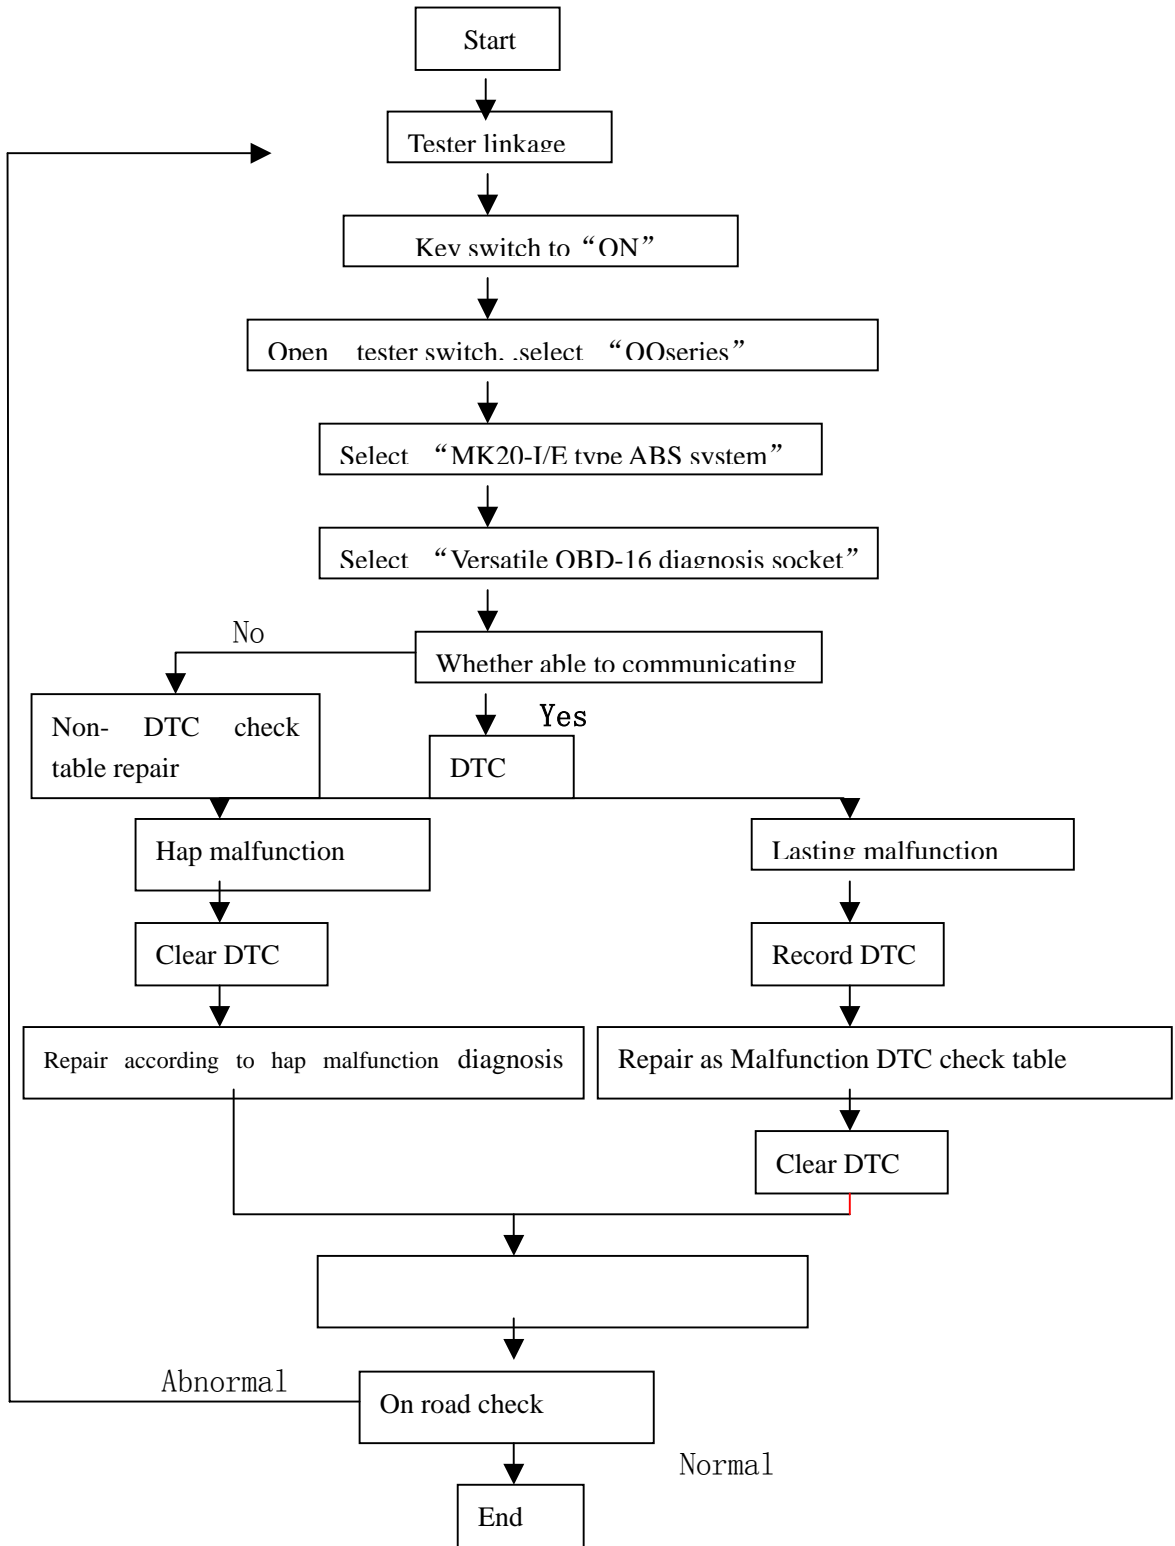 Start
Tester linkage
Key switch to “ON”
Open tester switch, ,select “QQseries”
Select “MK20-I/E type ABS system”
Select “Versatile OBD-16 diagnosis socket”
No
Whether able to communicating
Yes
Non- DTC check
table repair
DTC
Hap malfunction
Lasting malfunction
Clear DTC
Record DTC
Repair according to hap malfunction diagnosis
Repair as Malfunction DTC check table
Clear DTC
Abnormal
On road check
Normal
End